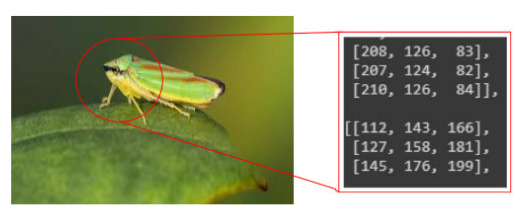 [208, 126, 83],
[207, 124, 82],
[210, 126, 84]],
[[112, 143, 166],
[127, 158, 181],
[145, 176, 199],